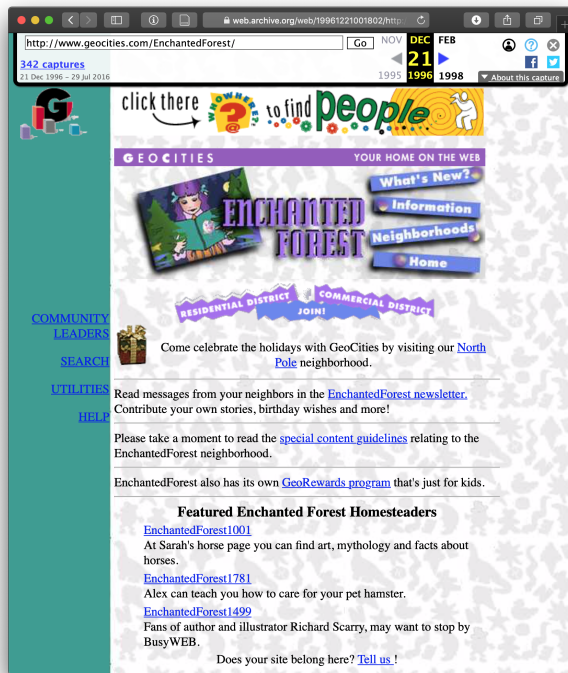 web.archive.org/web/19961221001802/http:
http://www.geocities.com/EnchantedForest/
Go
NOV DEC FEB
342 captures
21
21 Dec 1996 – 29 Jul 2016
1995 1996 1998
About this capture
G
click there WHOWHERE? to find people
GEOCITIES YOUR HOME ON THE WEB
What's New?
ENCHANTED FOREST
Information
Neighborhoods
Home
RESIDENTIAL DISTRICT COMMERCIAL DISTRICT
JOIN!
COMMUNITY
LEADERS
SEARCH
UTILITIES
HELP
Come celebrate the holidays with GeoCities by visiting our North
Pole neighborhood.
Read messages from your neighbors in the EnchantedForest newsletter.
Contribute your own stories, birthday wishes and more!
Please take a moment to read the special content guidelines relating to the
EnchantedForest neighborhood.
EnchantedForest also has its own GeoRewards program that's just for kids.
Featured Enchanted Forest Homesteaders
EnchantedForest1001
At Sarah's horse page you can find art, mythology and facts about
horses.
EnchantedForest1781
Alex can teach you how to care for your pet hamster.
EnchantedForest1499
Fans of author and illustrator Richard Scarry, may want to stop by
BusyWEB.
Does your site belong here? Tell us !